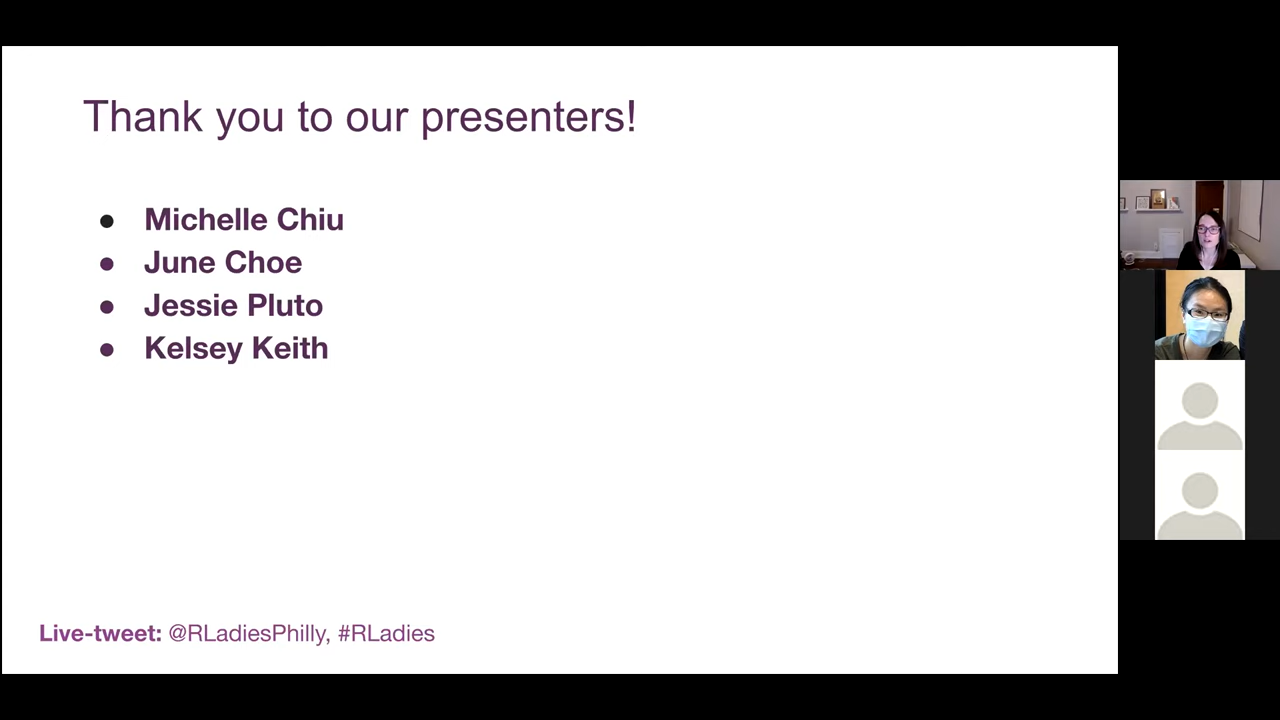 Thank you to our presenters!
● Michelle Chiu
● June Choe
● Jessie Pluto
● Kelsey Keith
Live-tweet: @RLadiesPhilly, #RLadies